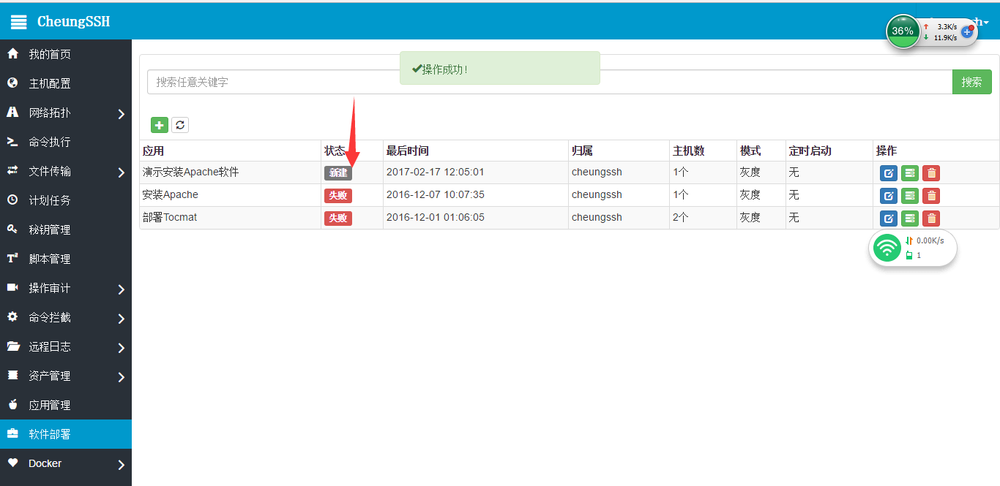 CheungSSH
h
36%
3.3K/s
11.9K/s
我的首页
主机配置
网络拓扑
命令执行
文件传输
计划任务
秘钥管理
脚本管理
操作审计
命令拦截
远程日志
资产管理
应用管理
软件部署
Docker
操作成功!
搜索任意关键字
搜索
应用 状态 最后时间 归属 主机数 模式 定时启动 操作
演示安装Apache软件 新建 2017-02-17 12:05:01 cheungssh 1个 灰度 无
安装Apache 失败 2016-12-07 10:07:35 cheungssh 1个 灰度 无
部署Tocmat 失败 2016-12-01 01:06:05 cheungssh 2个 灰度 无
0.00K/s
1